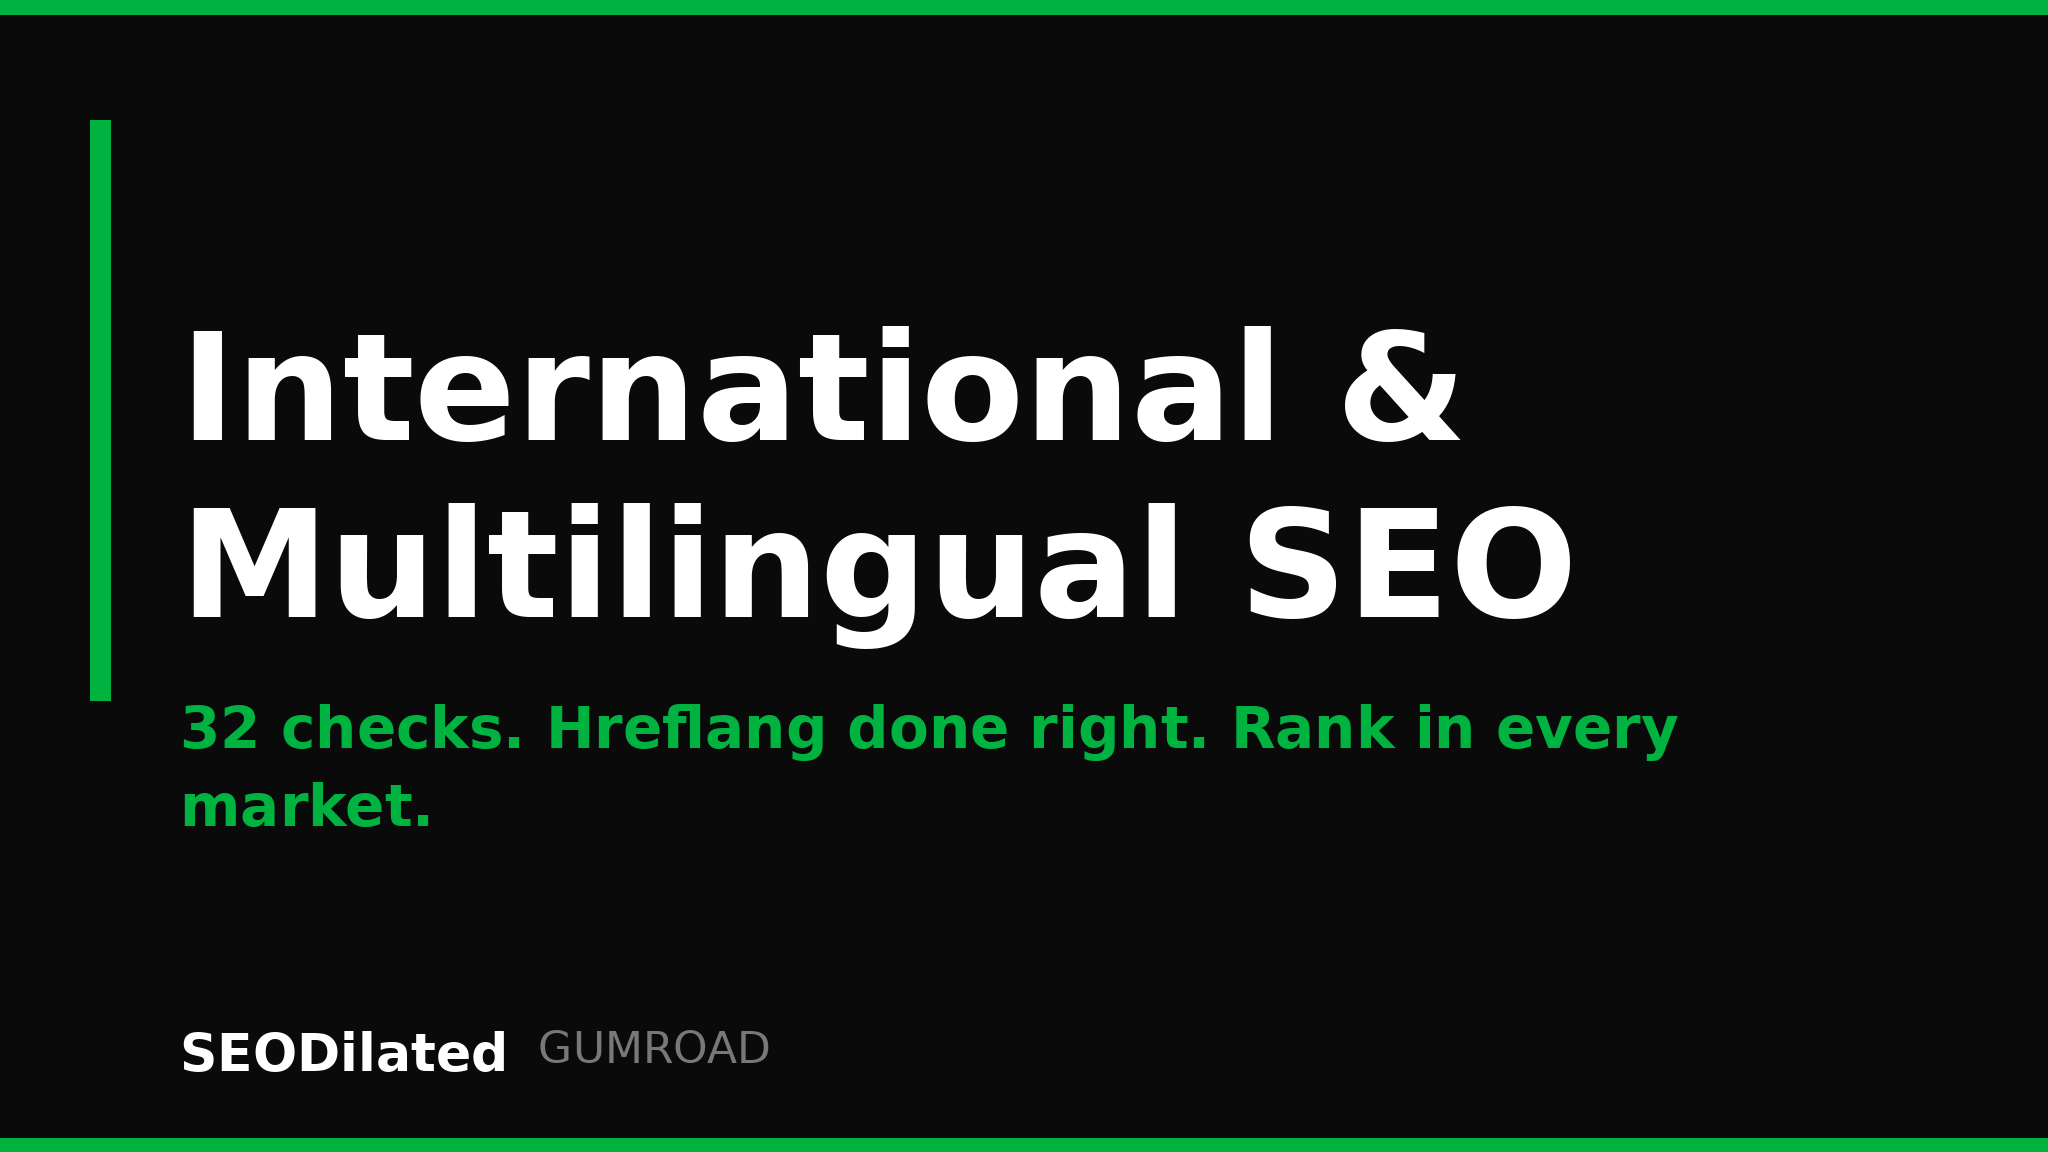 International &
Multilingual SEO
32 checks. Hreflang done right. Rank in every
market.
SEODilated GUMROAD